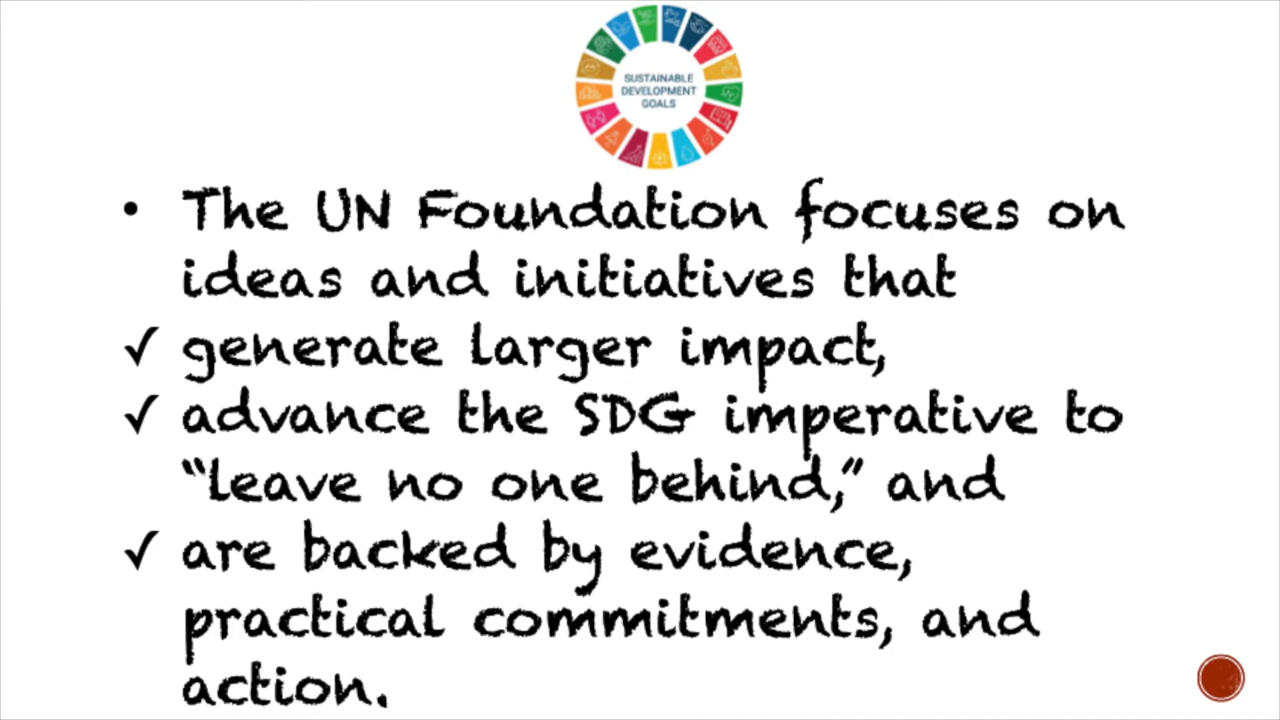 SUSTAINABLE
DEVELOPMENT
GOALS
• The UN Foundation focuses on
ideas and initiatives that
✓ generate larger impact,
✓ advance the SDG imperative to
“leave no one behind,” and
✓ are backed by evidence,
practical commitments, and
action.